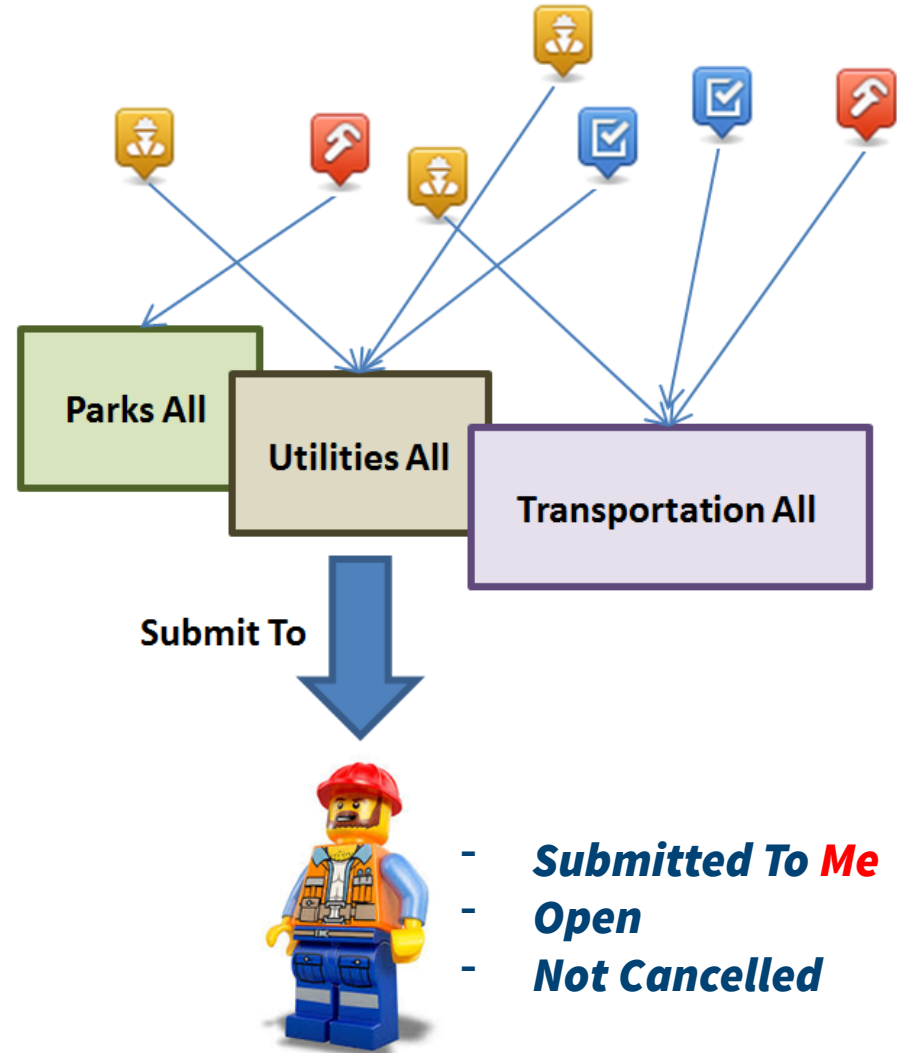 Parks All
Utilities All
Transportation All
Submit To
- Submitted To Me
- Open
- Not Cancelled